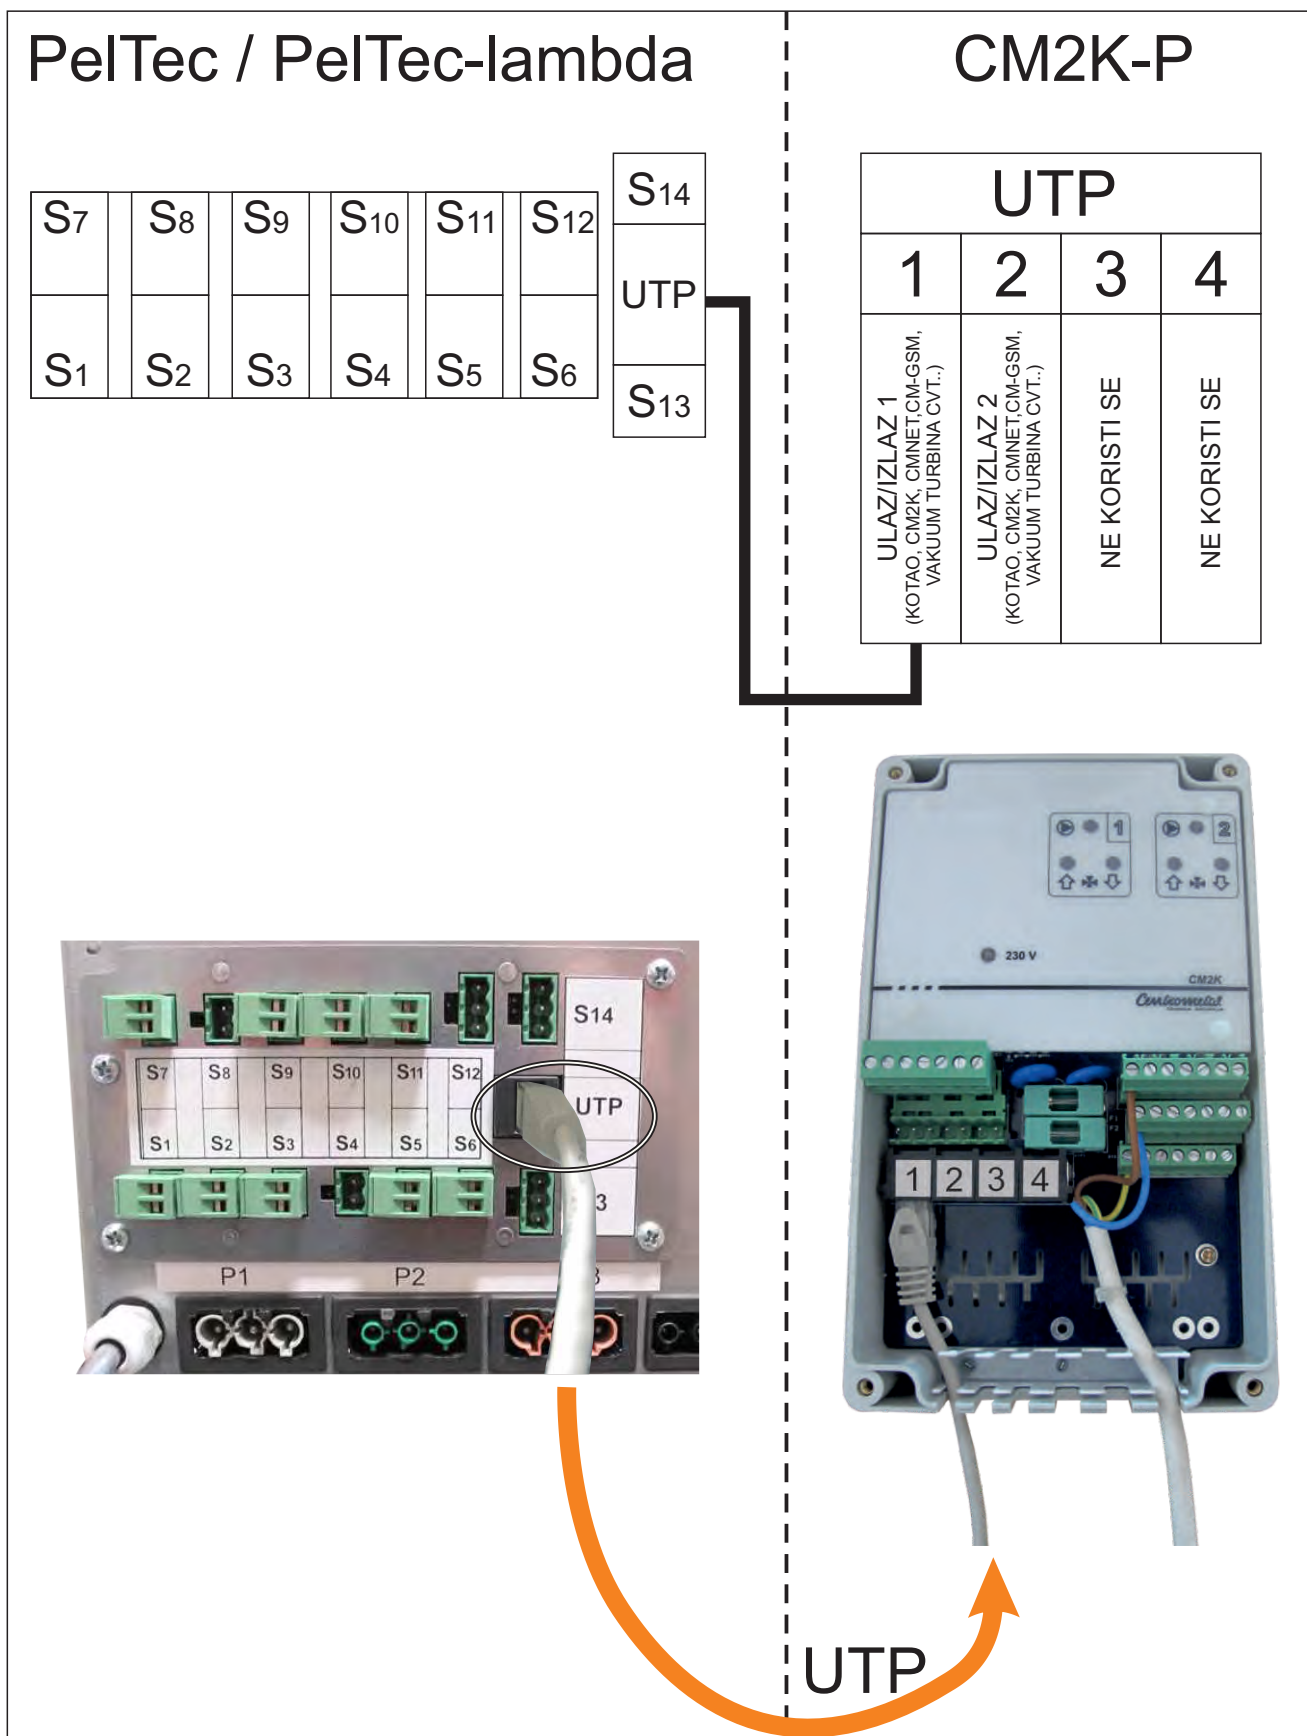 PelTec / PelTec-lambda
CM2K-P
S7 S8 S9 S10 S11 S12
S1 S2 S3 S4 S5 S6
S14
UTP
S13
UTP
1 2 3 4
ULAZ/IZLAZ 1
(KOTAO, CM2K, CMNET,CM-GSM,
VAKUUM TURBINA CVT..)
ULAZ/IZLAZ 2
(KOTAO, CM2K, CMNET,CM-GSM,
VAKUUM TURBINA CVT..)
NE KORISTI SE
NE KORISTI SE
1 2
230 V
CM2K
Centrometal
S14
S7 S8 S9 S10 S11 S12
UTP
S1 S2 S3 S4 S5 S6
3
P1 P2 3
1 2 3 4
UTP